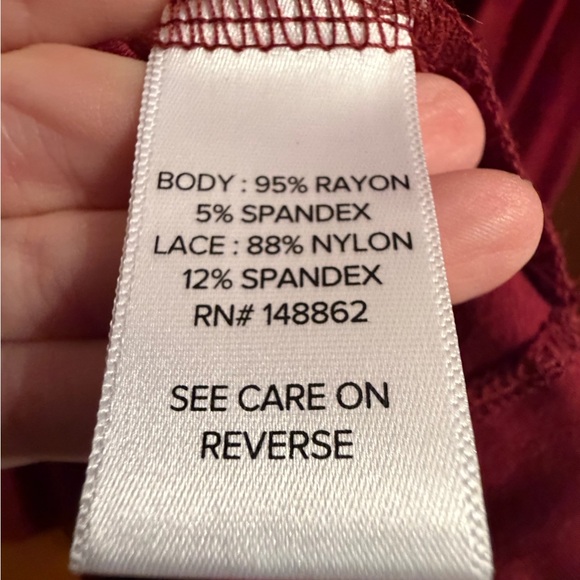 BODY : 95% RAYON
5% SPANDEX
LACE : 88% NYLON
12% SPANDEX
RN# 148862
SEE CARE ON
REVERSE